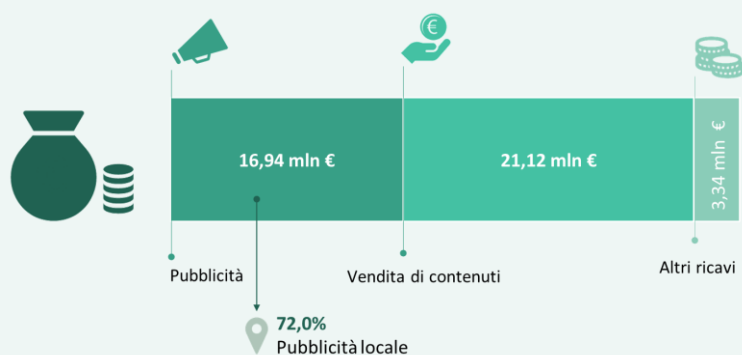 16,94 mln €
21,12 mln €
3,34 mln €
Pubblicità
Vendita di contenuti
Altri ricavi
72,0%
Pubblicità locale